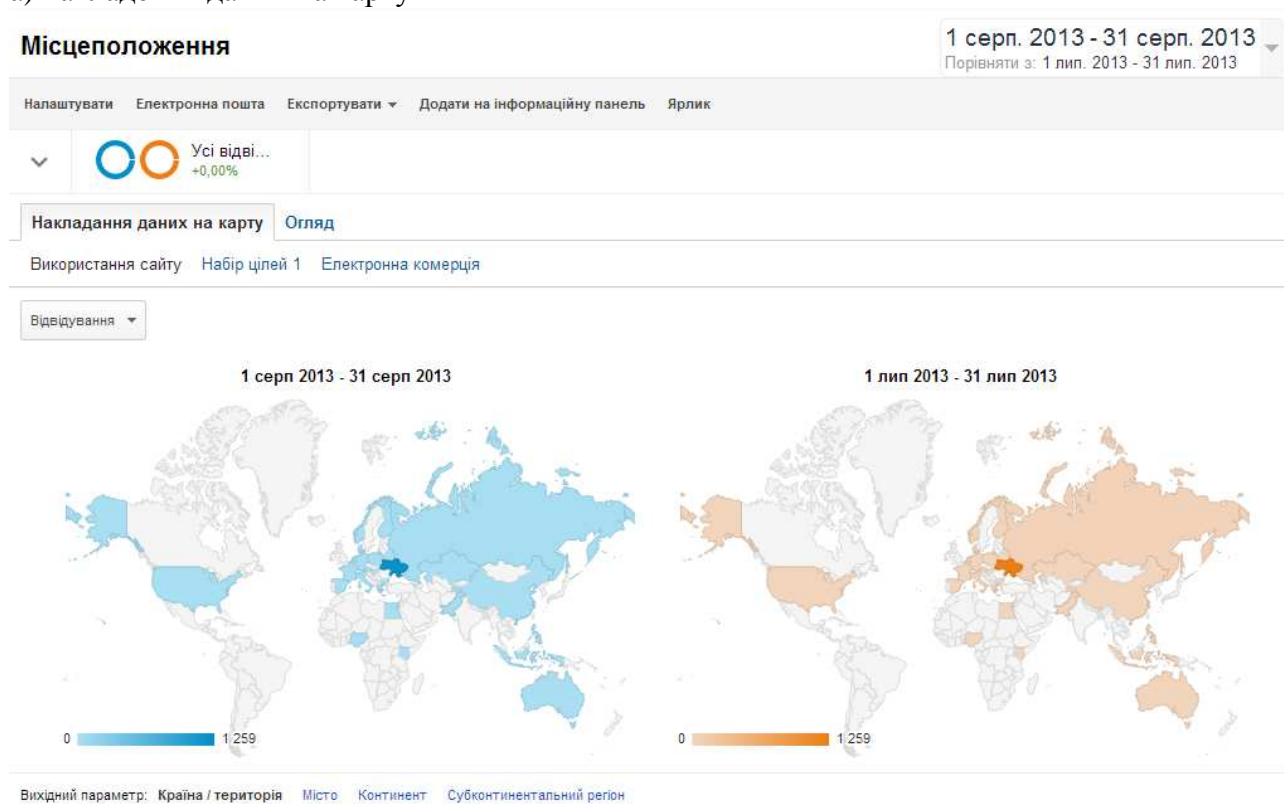 Місцеположення
1 серп. 2013 - 31 серп. 2013
Порівняти з: 1 лип. 2013 - 31 лип. 2013
Налаштувати Електронна пошта Експортувати Додати на інформаційну панель Ярлик
Усі відві...
+0,00%
Накладання даних на карту Огляд
Використання сайту Набір цілей 1 Електронна комерція
Відвідування
1 серп 2013 - 31 серп 2013
1 лип 2013 - 31 лип 2013
0 1 259
0 1 259
Вихідний параметр: Країна / територія Місто Континент Субконтинентальний регіон